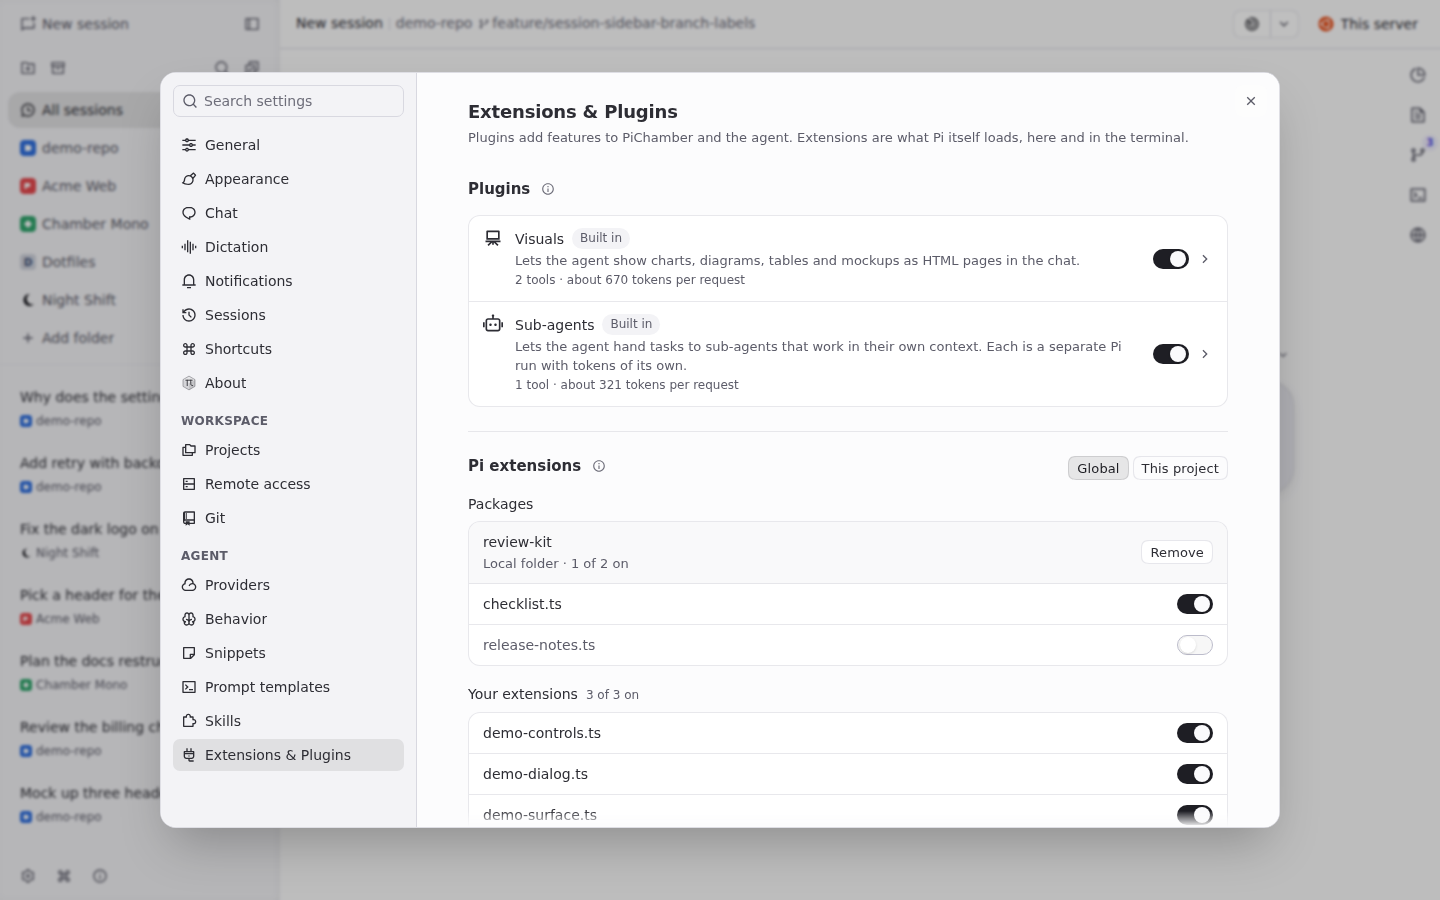 New session
New session demo-repo feature/session-sidebar-branch-labels
This server
All sessions
demo-repo
Acme Web
Chamber Mono
D Dotfiles
Night Shift
Add folder
Why does the settin
demo-repo
Add retry with back
demo-repo
Fix the dark logo on
Night Shift
Pick a header for the
Acme Web
Plan the docs restru
Chamber Mono
Review the billing ch
demo-repo
Mock up three head
demo-repo
3
Search settings
General
Appearance
Chat
Dictation
Notifications
Sessions
Shortcuts
About
WORKSPACE
Projects
Remote access
Git
AGENT
Providers
Behavior
Snippets
Prompt templates
Skills
Extensions & Plugins
Extensions & Plugins
Plugins add features to PiChamber and the agent. Extensions are what Pi itself loads, here and in the terminal.
Plugins
Visuals Built in
Lets the agent show charts, diagrams, tables and mockups as HTML pages in the chat.
2 tools · about 670 tokens per request
Sub-agents Built in
Lets the agent hand tasks to sub-agents that work in their own context. Each is a separate Pi
run with tokens of its own.
1 tool · about 321 tokens per request
Pi extensions
Global This project
Packages
review-kit
Local folder · 1 of 2 on
Remove
checklist.ts
release-notes.ts
Your extensions 3 of 3 on
demo-controls.ts
demo-dialog.ts
demo-surface.ts